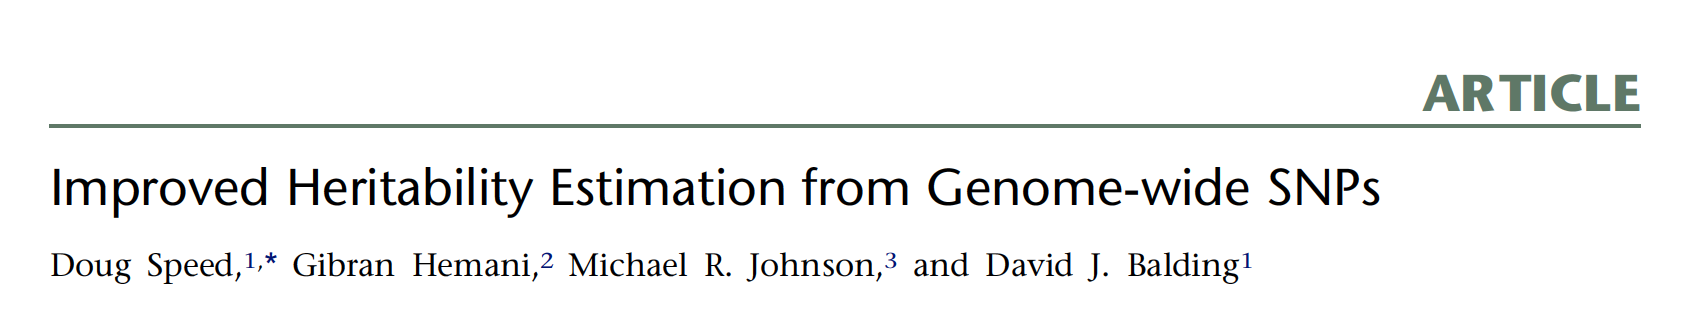 ARTICLE
Improved Heritability Estimation from Genome-wide SNPs
Doug Speed,1,* Gibran Hemani,2 Michael R. Johnson,3 and David J. Balding1